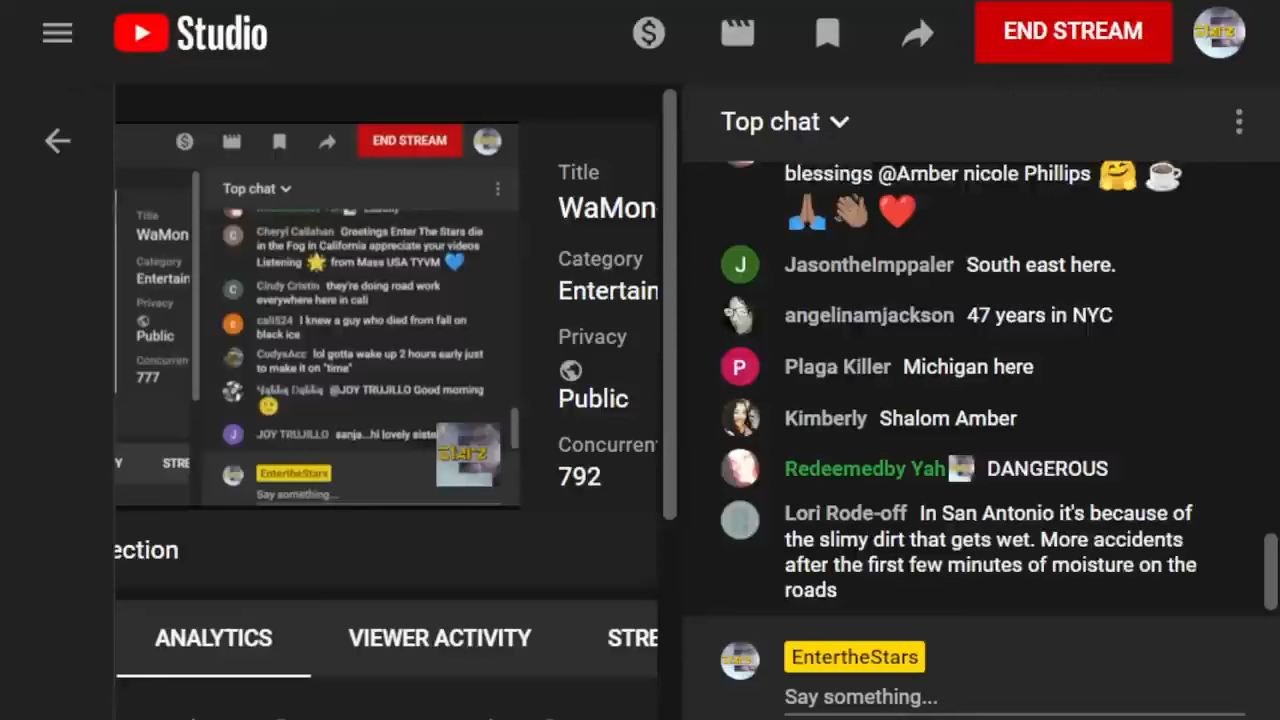 Studio
END STREAM
Starz
END STREAM
Top chat
Title
WaMon
Category
Entertain
Privacy
Public
Concurren
777
Cheryl Callahan Greetings Enter The Stars die
in the Fog in California appreciate your videos
Listening 🌟 from Mass USA TYVM 💙
Cindy Cristin they're doing road work
everywhere here in cali
cali524 I knew a guy who died from fall on
black ice
CodyxAcc lol gotta wake up 2 hours early just
to make it on "time"
@JOY TRUJILLO Good morning
JOY TRUJILLO sanja...hi lovely siste
Starz
EntertheStars
Say something...
Y
STRE
Title
WaMon
Category
Entertain
Privacy
Public
Concurrent
792
ection
ANALYTICS
VIEWER ACTIVITY
STRE
Top chat
blessings @Amber nicole Phillips 🤗 ☕
🙏🏽 👏🏽 ❤️
J
JasontheImppaler South east here.
angelinamjackson 47 years in NYC
P
Plaga Killer Michigan here
Kimberly Shalom Amber
Redeemedby Yah DANGEROUS
Lori Rode-off In San Antonio it's because of
the slimy dirt that gets wet. More accidents
after the first few minutes of moisture on the
roads
EntertheStars
Say something...